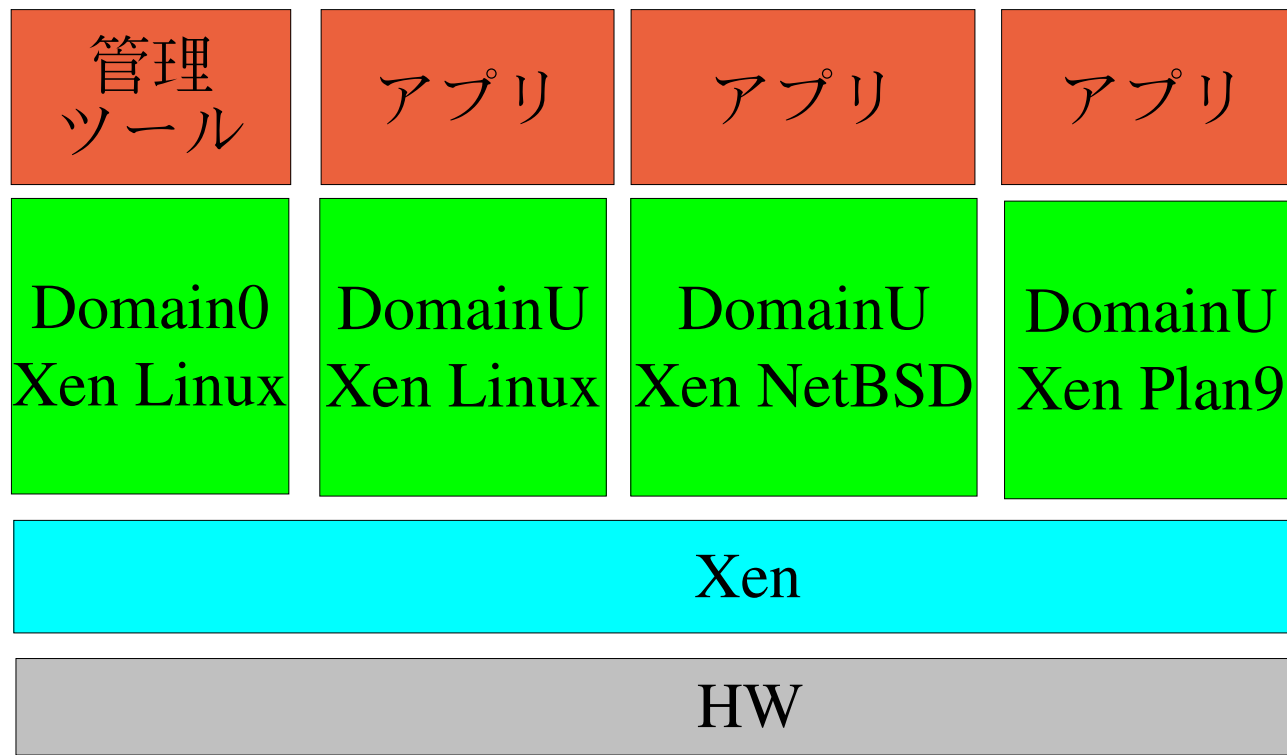 管理
ツール
アプリ
アプリ
アプリ
Domain0
Xen Linux
DomainU
Xen Linux
DomainU
Xen NetBSD
DomainU
Xen Plan9
Xen
HW